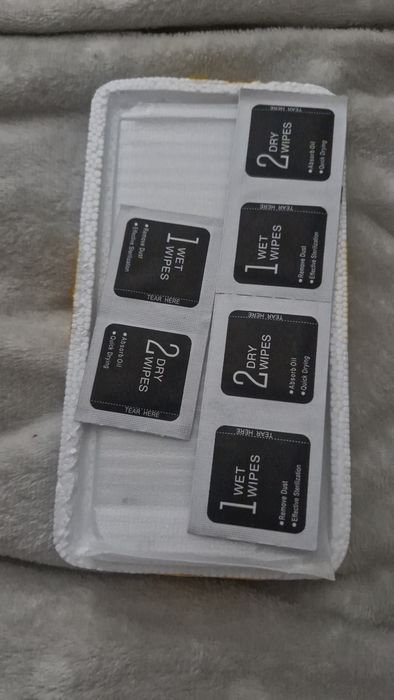 TEAR HERE
2 DRY
WIPES
● Absorb Oil
● Quick Drying
TEAR HERE
1 WET
WIPES
● Remove Dust
● Effective Sterilization
TEAR HERE
2 DRY
WIPES
● Absorb Oil
● Quick Drying
TEAR HERE
1 WET
WIPES
● Remove Dust
● Effective Sterilization
1 WET
WIPES
● Remove Dust
● Effective Sterilization
TEAR HERE
2 DRY
WIPES
● Absorb Oil
● Quick Drying
TEAR HERE